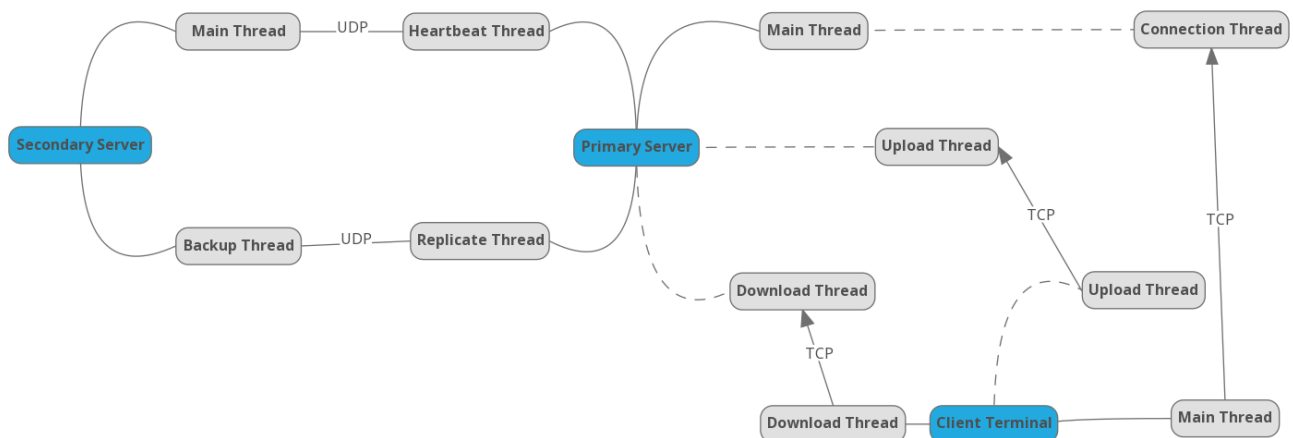 Main Thread
UDP
Heartbeat Thread
Main Thread
Connection Thread
Secondary Server
Primary Server
Upload Thread
TCP
TCP
Backup Thread
UDP
Replicate Thread
Download Thread
Upload Thread
TCP
Download Thread
Client Terminal
Main Thread